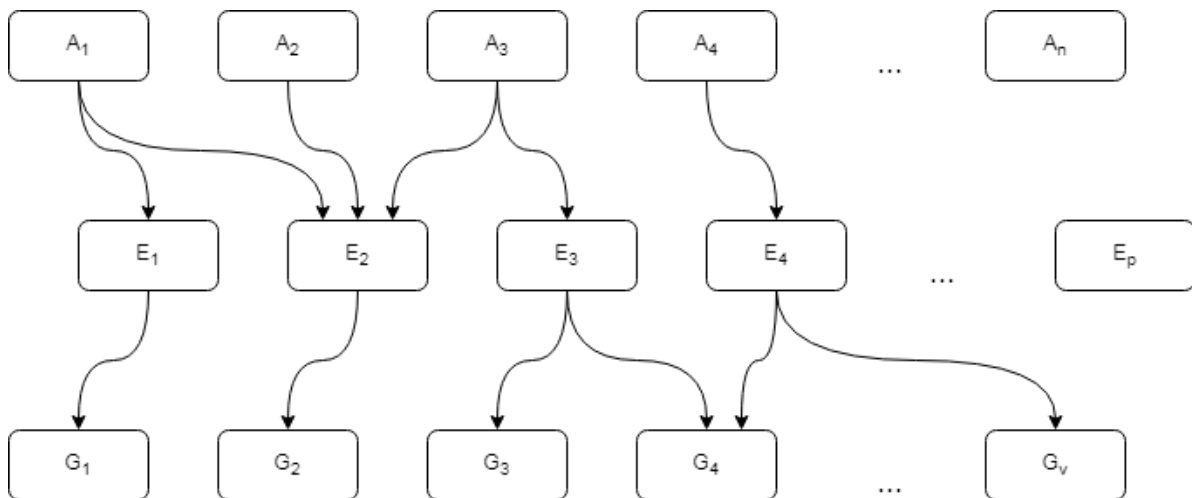 A₁ A₂ A₃ A₄ ... Aₙ
E₁ E₂ E₃ E₄ ... Eₚ
G₁ G₂ G₃ G₄ ... Gᵥ